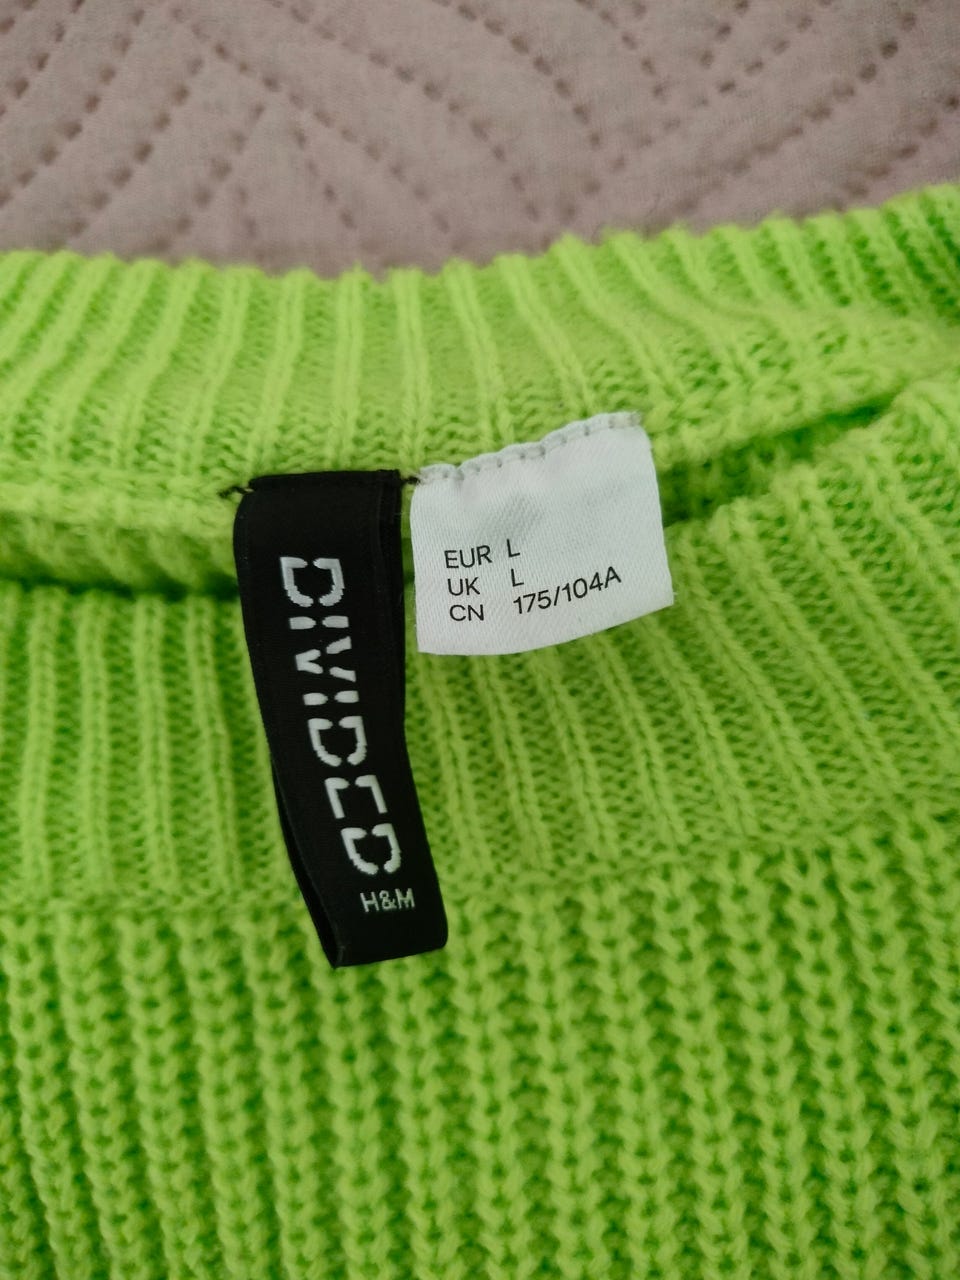 DIVIDED
H&M
EUR L
UK L
CN 175/104A